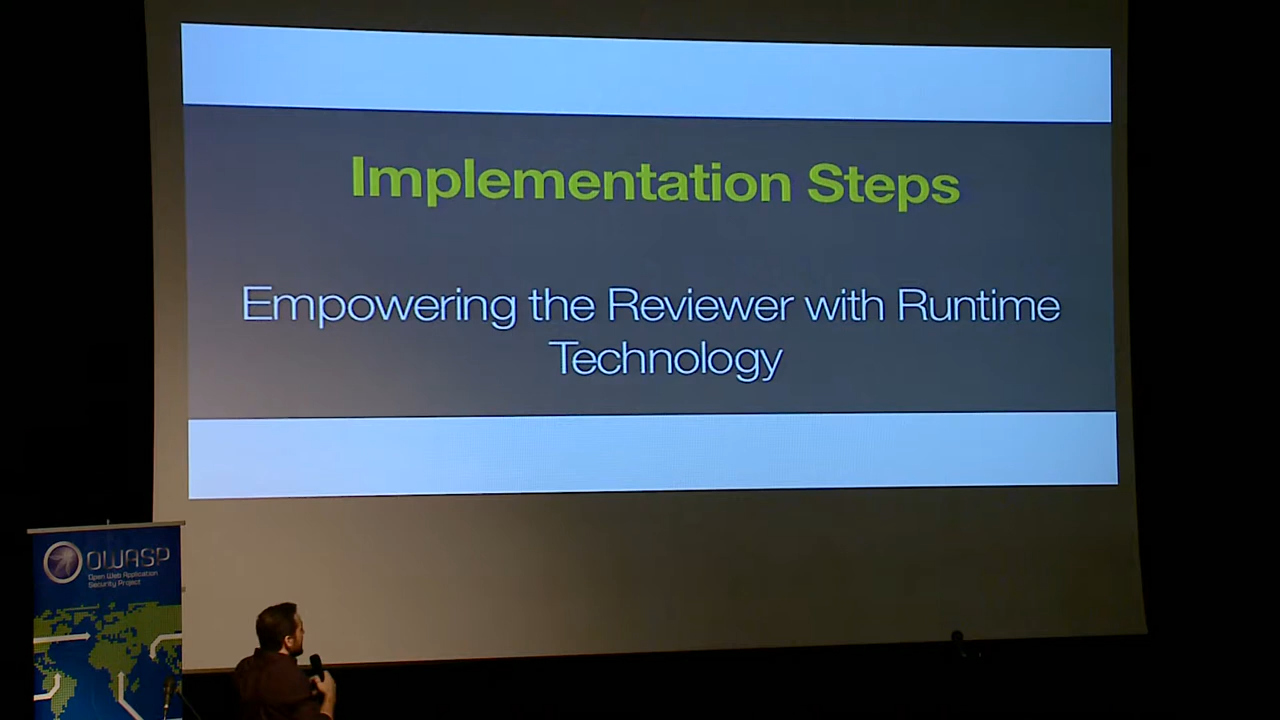 Implementation Steps
Empowering the Reviewer with Runtime
Technology
OWASP
Open Web Application
Security Project